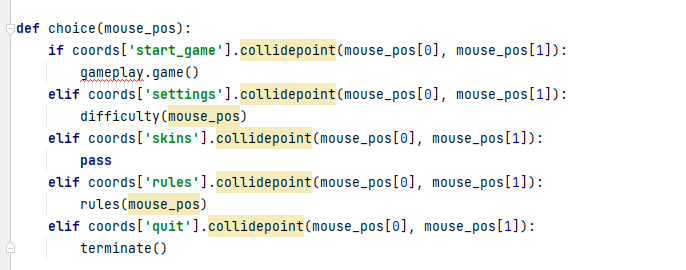 def choice(mouse_pos):
    if coords['start_game'].collidepoint(mouse_pos[0], mouse_pos[1]):
        gameplay.game()
    elif coords['settings'].collidepoint(mouse_pos[0], mouse_pos[1]):
        difficulty(mouse_pos)
    elif coords['skins'].collidepoint(mouse_pos[0], mouse_pos[1]):
        pass
    elif coords['rules'].collidepoint(mouse_pos[0], mouse_pos[1]):
        rules(mouse_pos)
    elif coords['quit'].collidepoint(mouse_pos[0], mouse_pos[1]):
        terminate()